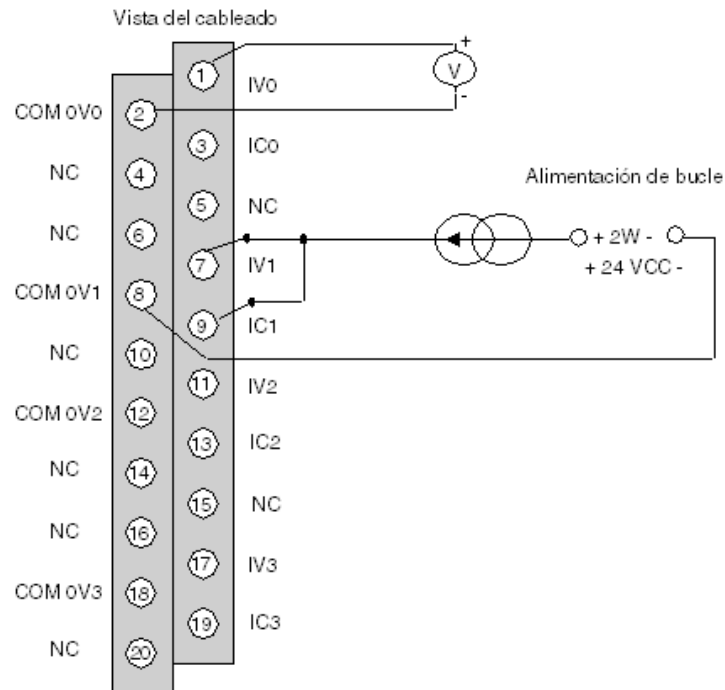 Vista del cableado
+
1
IV0
V
-
COM 0V0
2
3
IC0
NC
4
5
NC
Alimentación de bucle
NC
6
7
IV1
+ 2W -
+ 24 VCC -
COM 0V1
8
9
IC1
NC
10
11
IV2
COM 0V2
12
13
IC2
NC
14
15
NC
NC
16
17
IV3
COM 0V3
18
19
IC3
NC
20